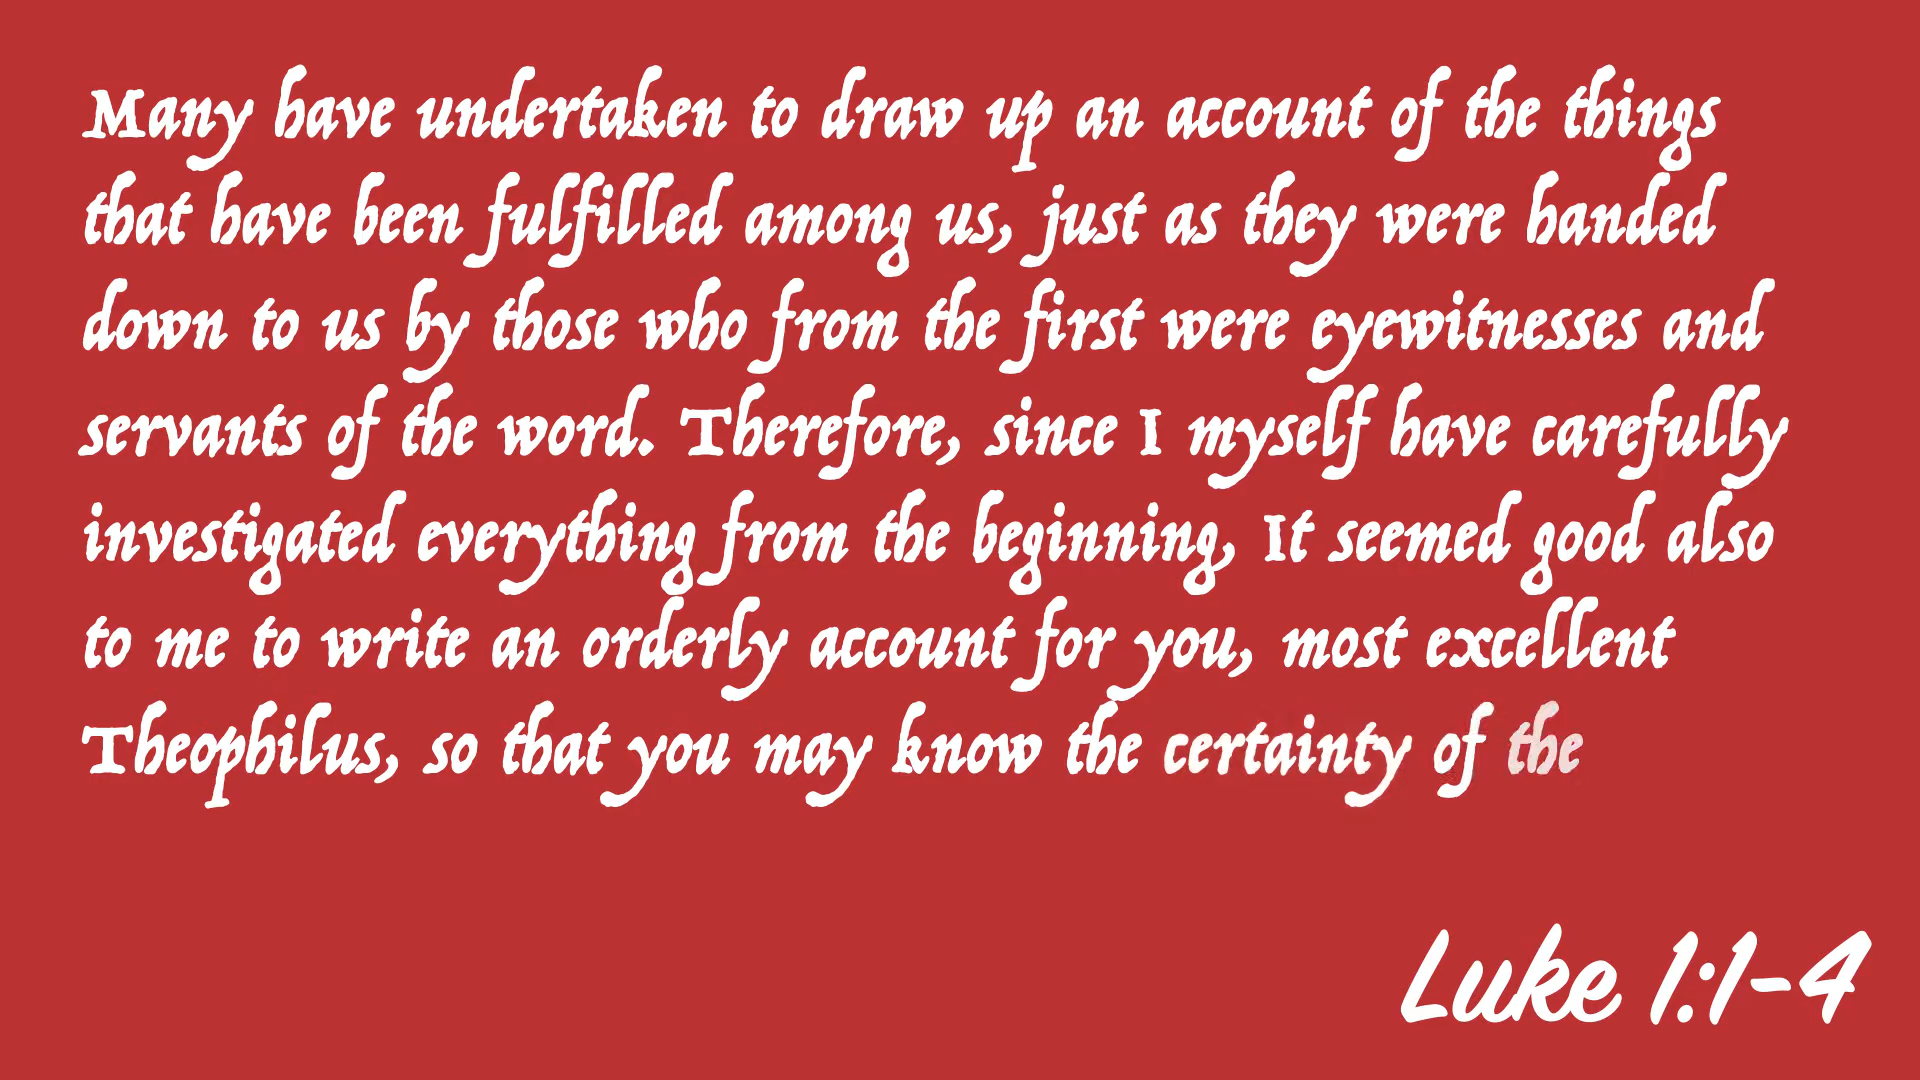 Many have undertaken to draw up an account of the things
that have been fulfilled among us, just as they were handed
down to us by those who from the first were eyewitnesses and
servants of the word. Therefore, since I myself have carefully
investigated everything from the beginning, It seemed good also
to me to write an orderly account for you, most excellent
Theophilus, so that you may know the certainty of the
Luke 1:1-4